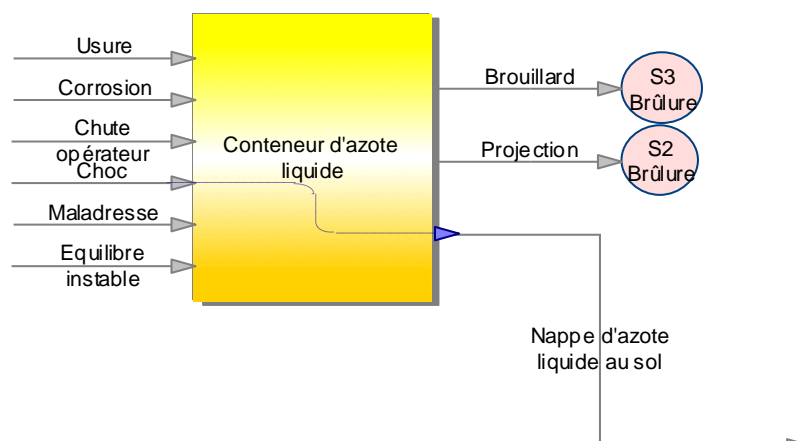 Usure
Corrosion
Chute
opérateur
Choc
Maladresse
Equilibre
instable
Conteneur d'azote
liquide
Brouillard
S3
Brûlure
Projection
S2
Brûlure
Nappe d'azote
liquide au sol